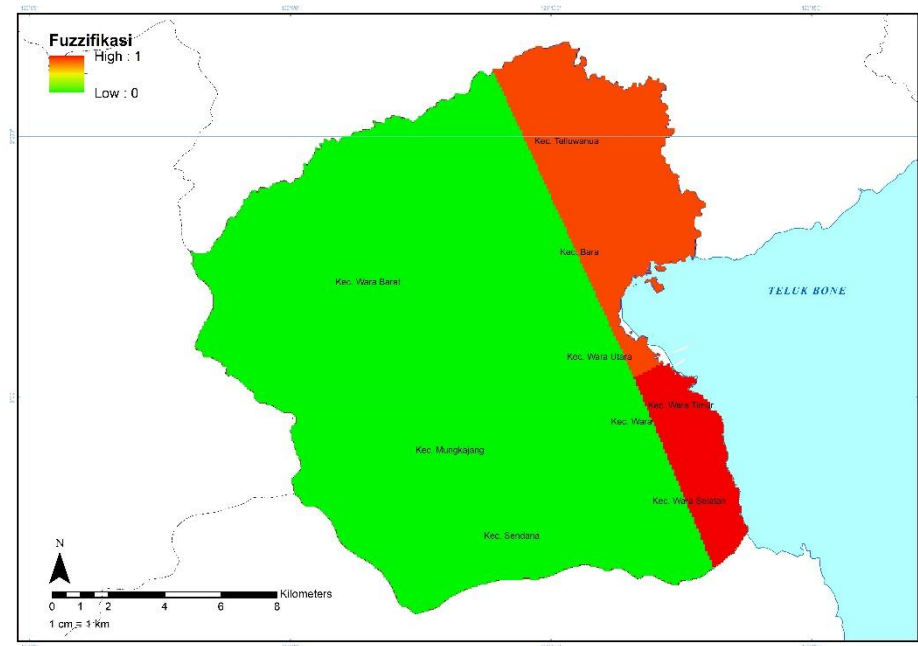 Fuzzifikasi
High : 1
Low : 0
Kec. Telluwanua
Kec. Bara
Kec. Wara Barat
TELUK BONE
Kec. Wara Utara
Kec. Wara Timur
Kec. Wara
Kec. Mungkajang
Kec. Wara Selatan
Kec. Sendana
N
Kilometers
0 1 2 4 6 8
1 cm = 1 km